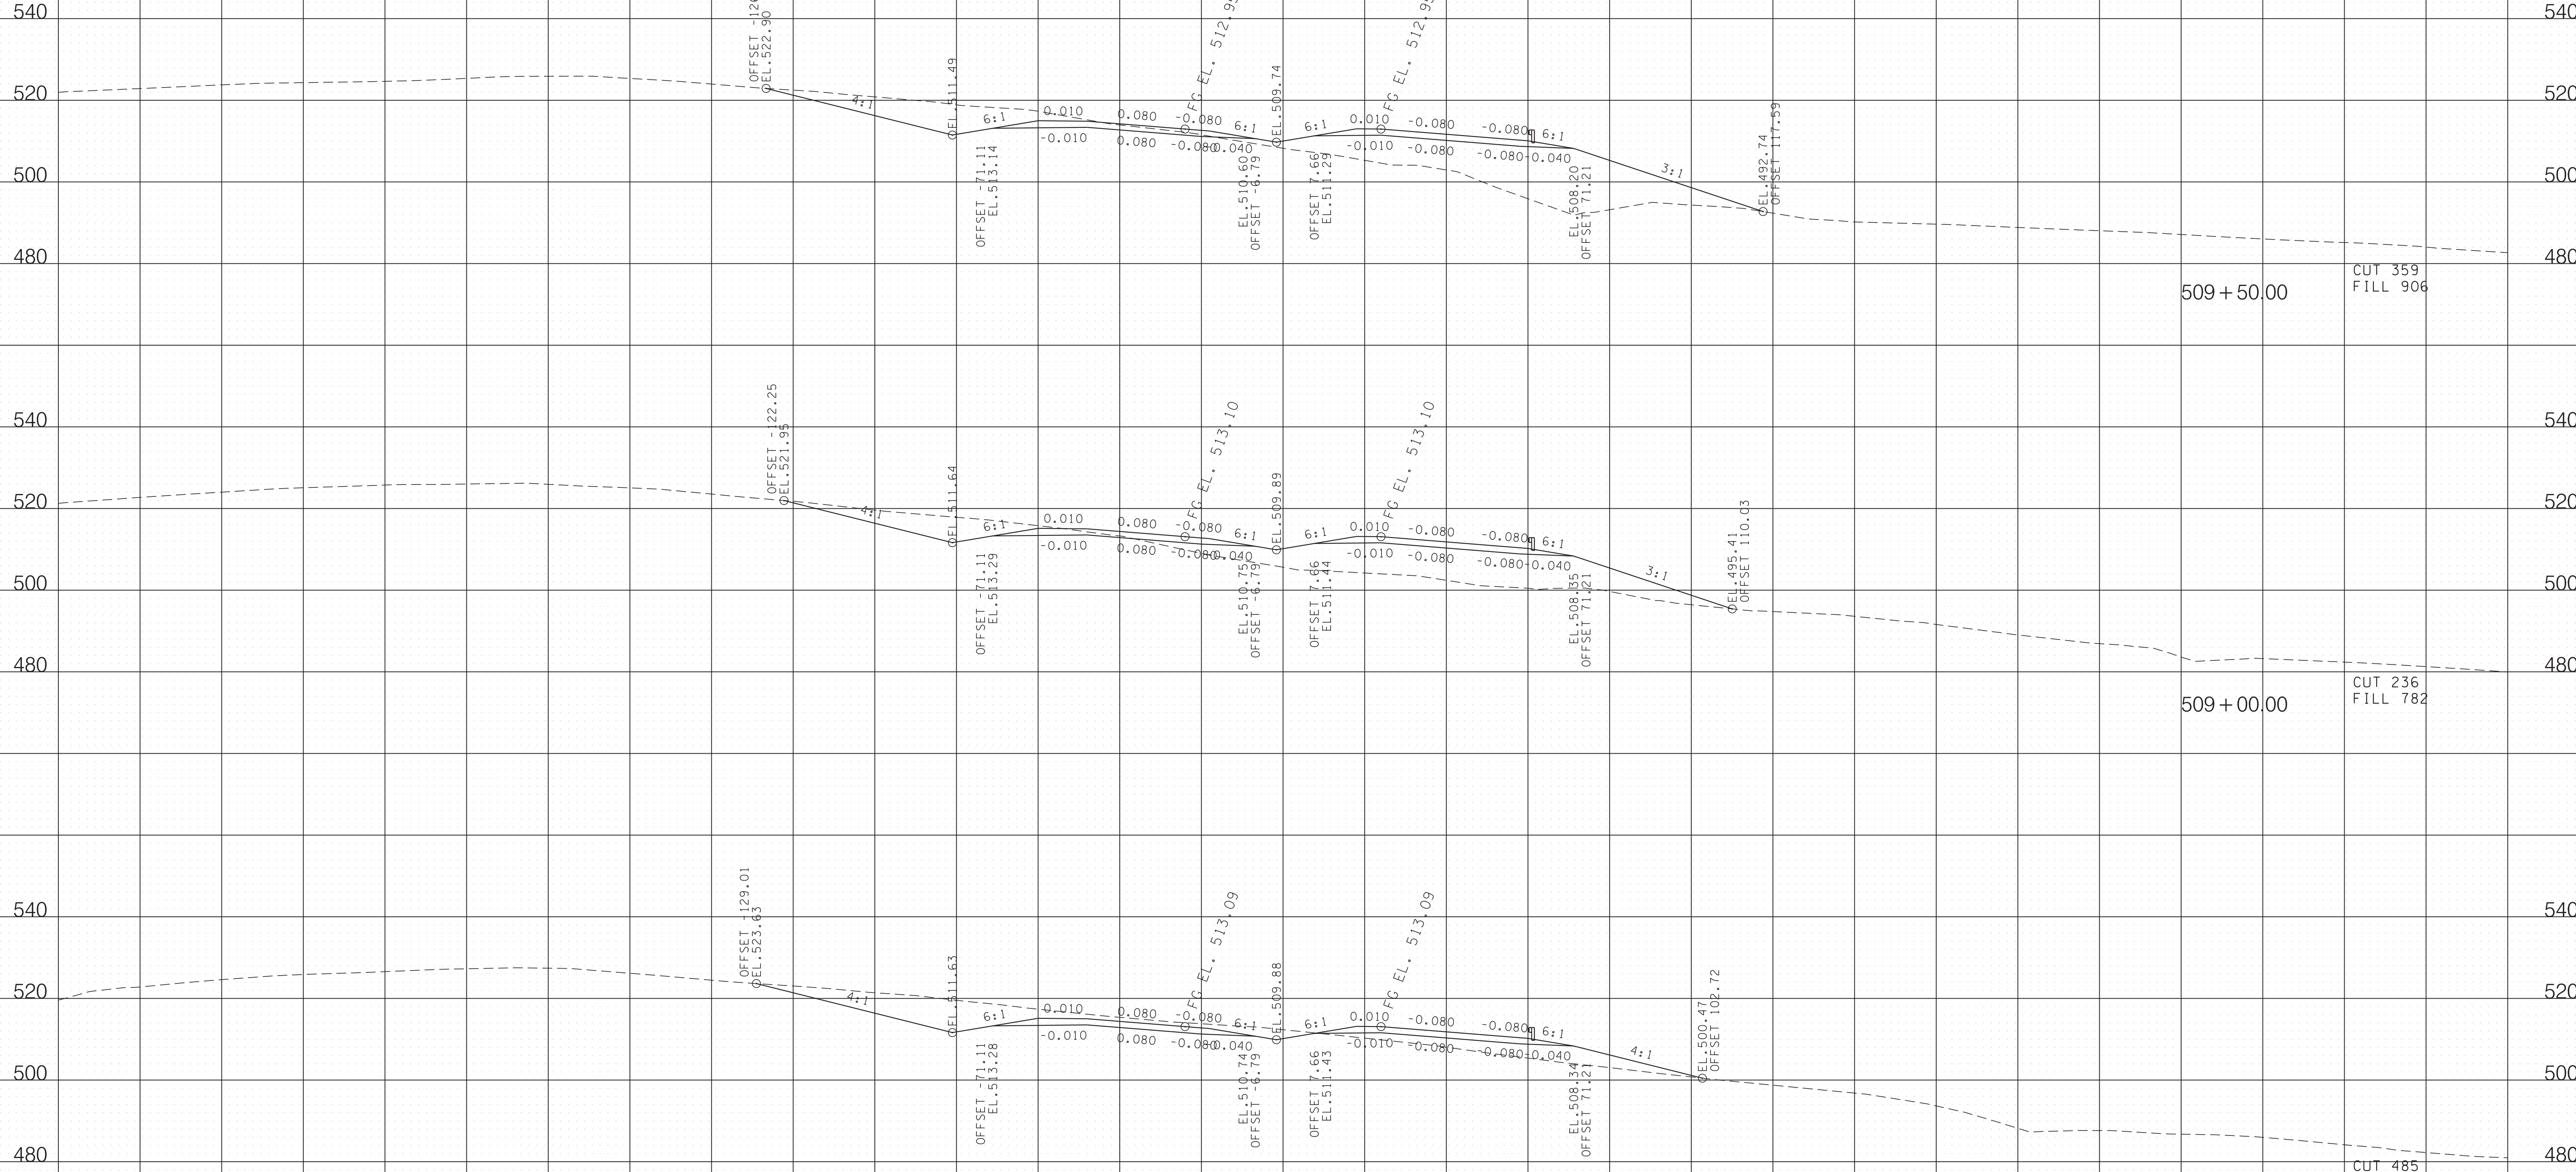 540
540
OFFSET -12
EL.522.90
FG EL. 512.9
FG EL. 512.9
520
520
EL.511.49
EL.509.74
4:1
6:1
0.010
0.080
-0.080
6:1
6:1
0.010
-0.080
-0.080
6:1
-0.010
0.080
-0.080
-0.040
-0.010
-0.080
-0.080
-0.040
3:1
EL.492.74
OFFSET 117.59
500
500
OFFSET -71.11
EL.513.14
EL.510.60
OFFSET -6.79
OFFSET 7.66
EL.511.29
EL.508.20
OFFSET 71.21
480
480
CUT 359
FILL 906
509+50.00
540
540
OFFSET -122.25
EL.521.95
FG EL. 513.10
FG EL. 513.10
520
520
EL.511.64
EL.509.89
4:1
6:1
0.010
0.080
-0.080
6:1
6:1
0.010
-0.080
-0.080
6:1
-0.010
0.080
-0.080
-0.040
-0.010
-0.080
-0.080
-0.040
3:1
EL.495.41
OFFSET 110.03
500
500
OFFSET -71.11
EL.513.29
EL.510.75
OFFSET -6.79
OFFSET 7.66
EL.511.44
EL.508.35
OFFSET 71.21
480
480
CUT 236
FILL 782
509+00.00
540
540
OFFSET -129.01
EL.523.63
FG EL. 513.09
FG EL. 513.09
520
520
EL.511.63
EL.509.88
4:1
6:1
0.010
0.080
-0.080
6:1
6:1
0.010
-0.080
-0.080
6:1
-0.010
0.080
-0.080
-0.040
-0.010
-0.080
-0.080
-0.040
4:1
EL.500.47
OFFSET 102.72
500
500
OFFSET -71.11
EL.513.28
EL.510.74
OFFSET -6.79
OFFSET 7.66
EL.511.43
EL.508.34
OFFSET 71.21
480
480
CUT 485